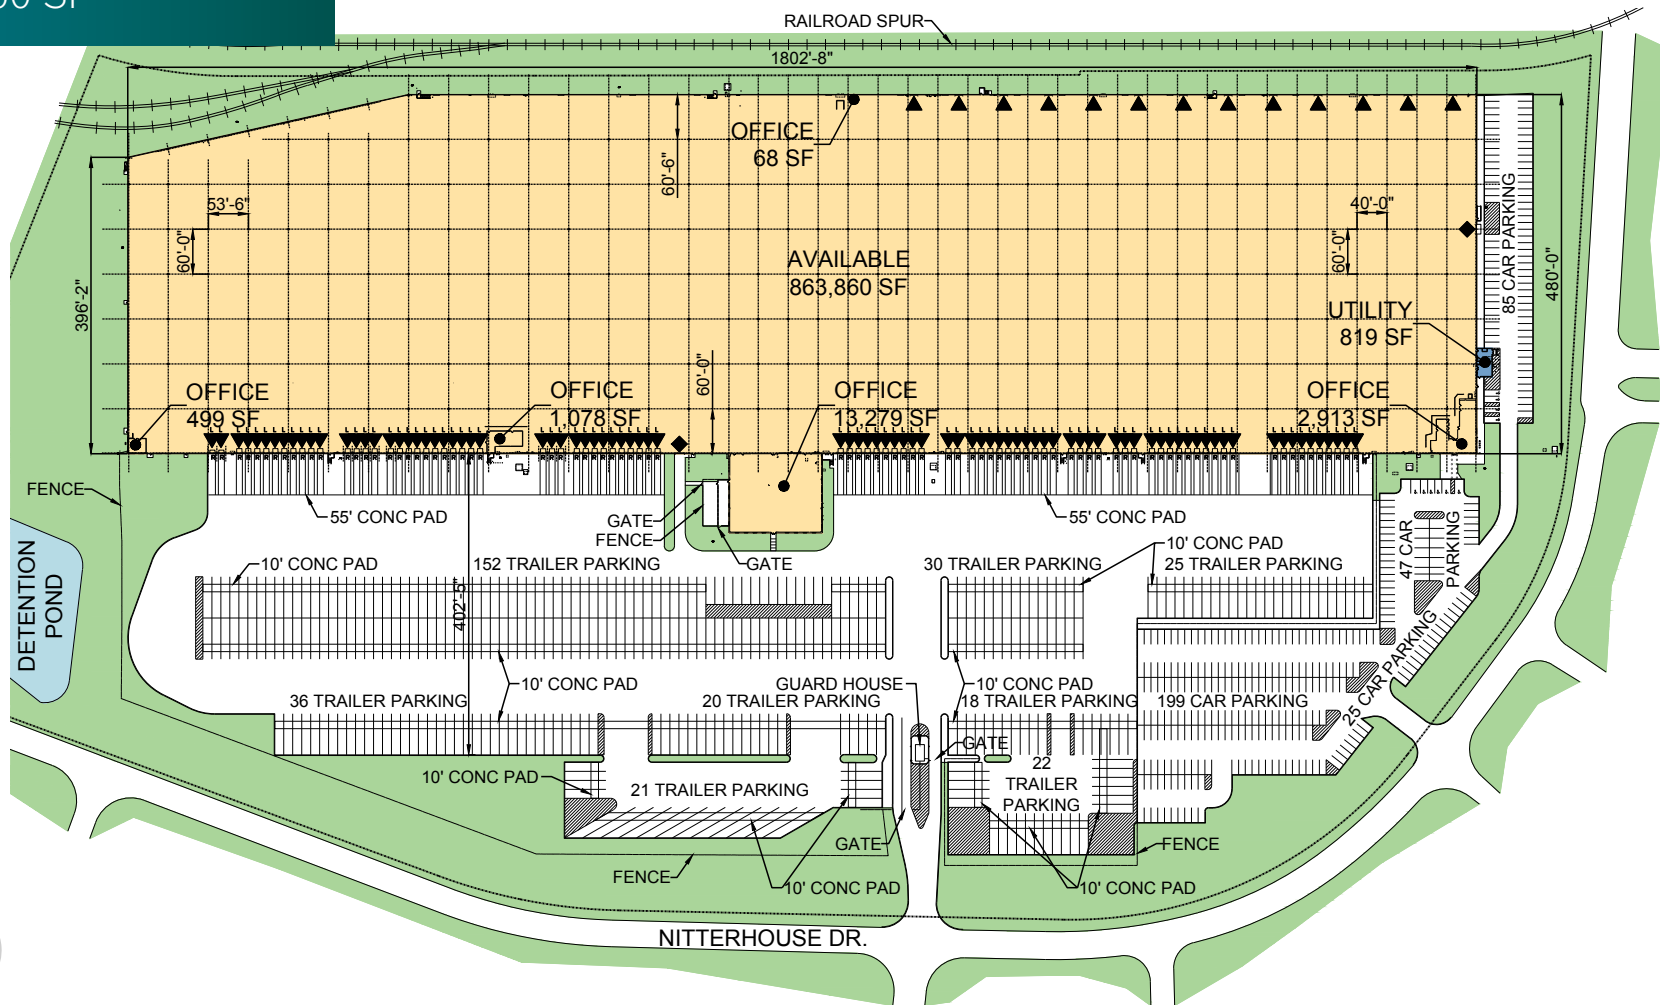 RAILROAD SPUR
1802'-8"
OFFICE
68 SF
60'-6"
53'-6"
60'-0"
40'-0"
60'-0"
85 CAR PARKING
480'-0"
396'-2"
AVAILABLE
863,860 SF
UTILITY
819 SF
60'-0"
OFFICE
499 SF
OFFICE
1,078 SF
OFFICE
13,279 SF
OFFICE
2,913 SF
FENCE
55' CONC PAD
GATE
FENCE
55' CONC PAD
GATE
10' CONC PAD
152 TRAILER PARKING
30 TRAILER PARKING
10' CONC PAD
25 TRAILER PARKING
47 CAR
PARKING
DETENTION
POND
402'-5"
25 CAR PARKING
10' CONC PAD
GUARD HOUSE
10' CONC PAD
36 TRAILER PARKING
20 TRAILER PARKING
18 TRAILER PARKING
199 CAR PARKING
GATE
10' CONC PAD
21 TRAILER PARKING
22
TRAILER
PARKING
GATE
FENCE
FENCE
10' CONC PAD
10' CONC PAD
NITTERHOUSE DR.